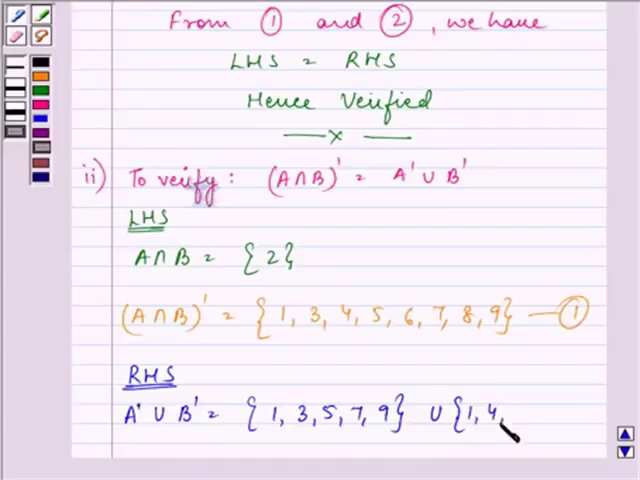 From ① and ②, we have
LHS = RHS
Hence Verified
—x—
ii) To verify: (A∩B)' = A' ∪ B'
LHS
A∩B = {2}
(A∩B)' = {1, 3, 4, 5, 6, 7, 8, 9} — ①
RHS
A' ∪ B' = {1, 3, 5, 7, 9} ∪ {1, 4,